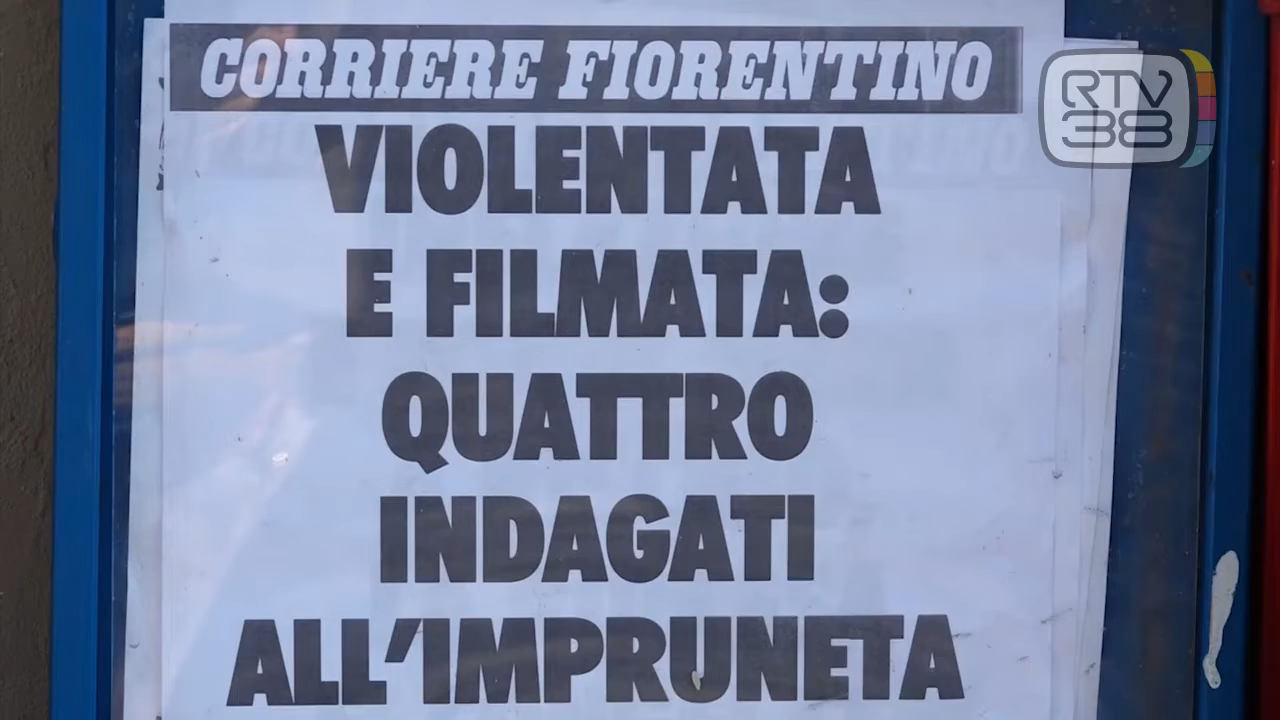 CORRIERE FIORENTINO
RTV
38
VIOLENTATA
E FILMATA:
QUATTRO
INDAGATI
ALL'IMPRUNETA